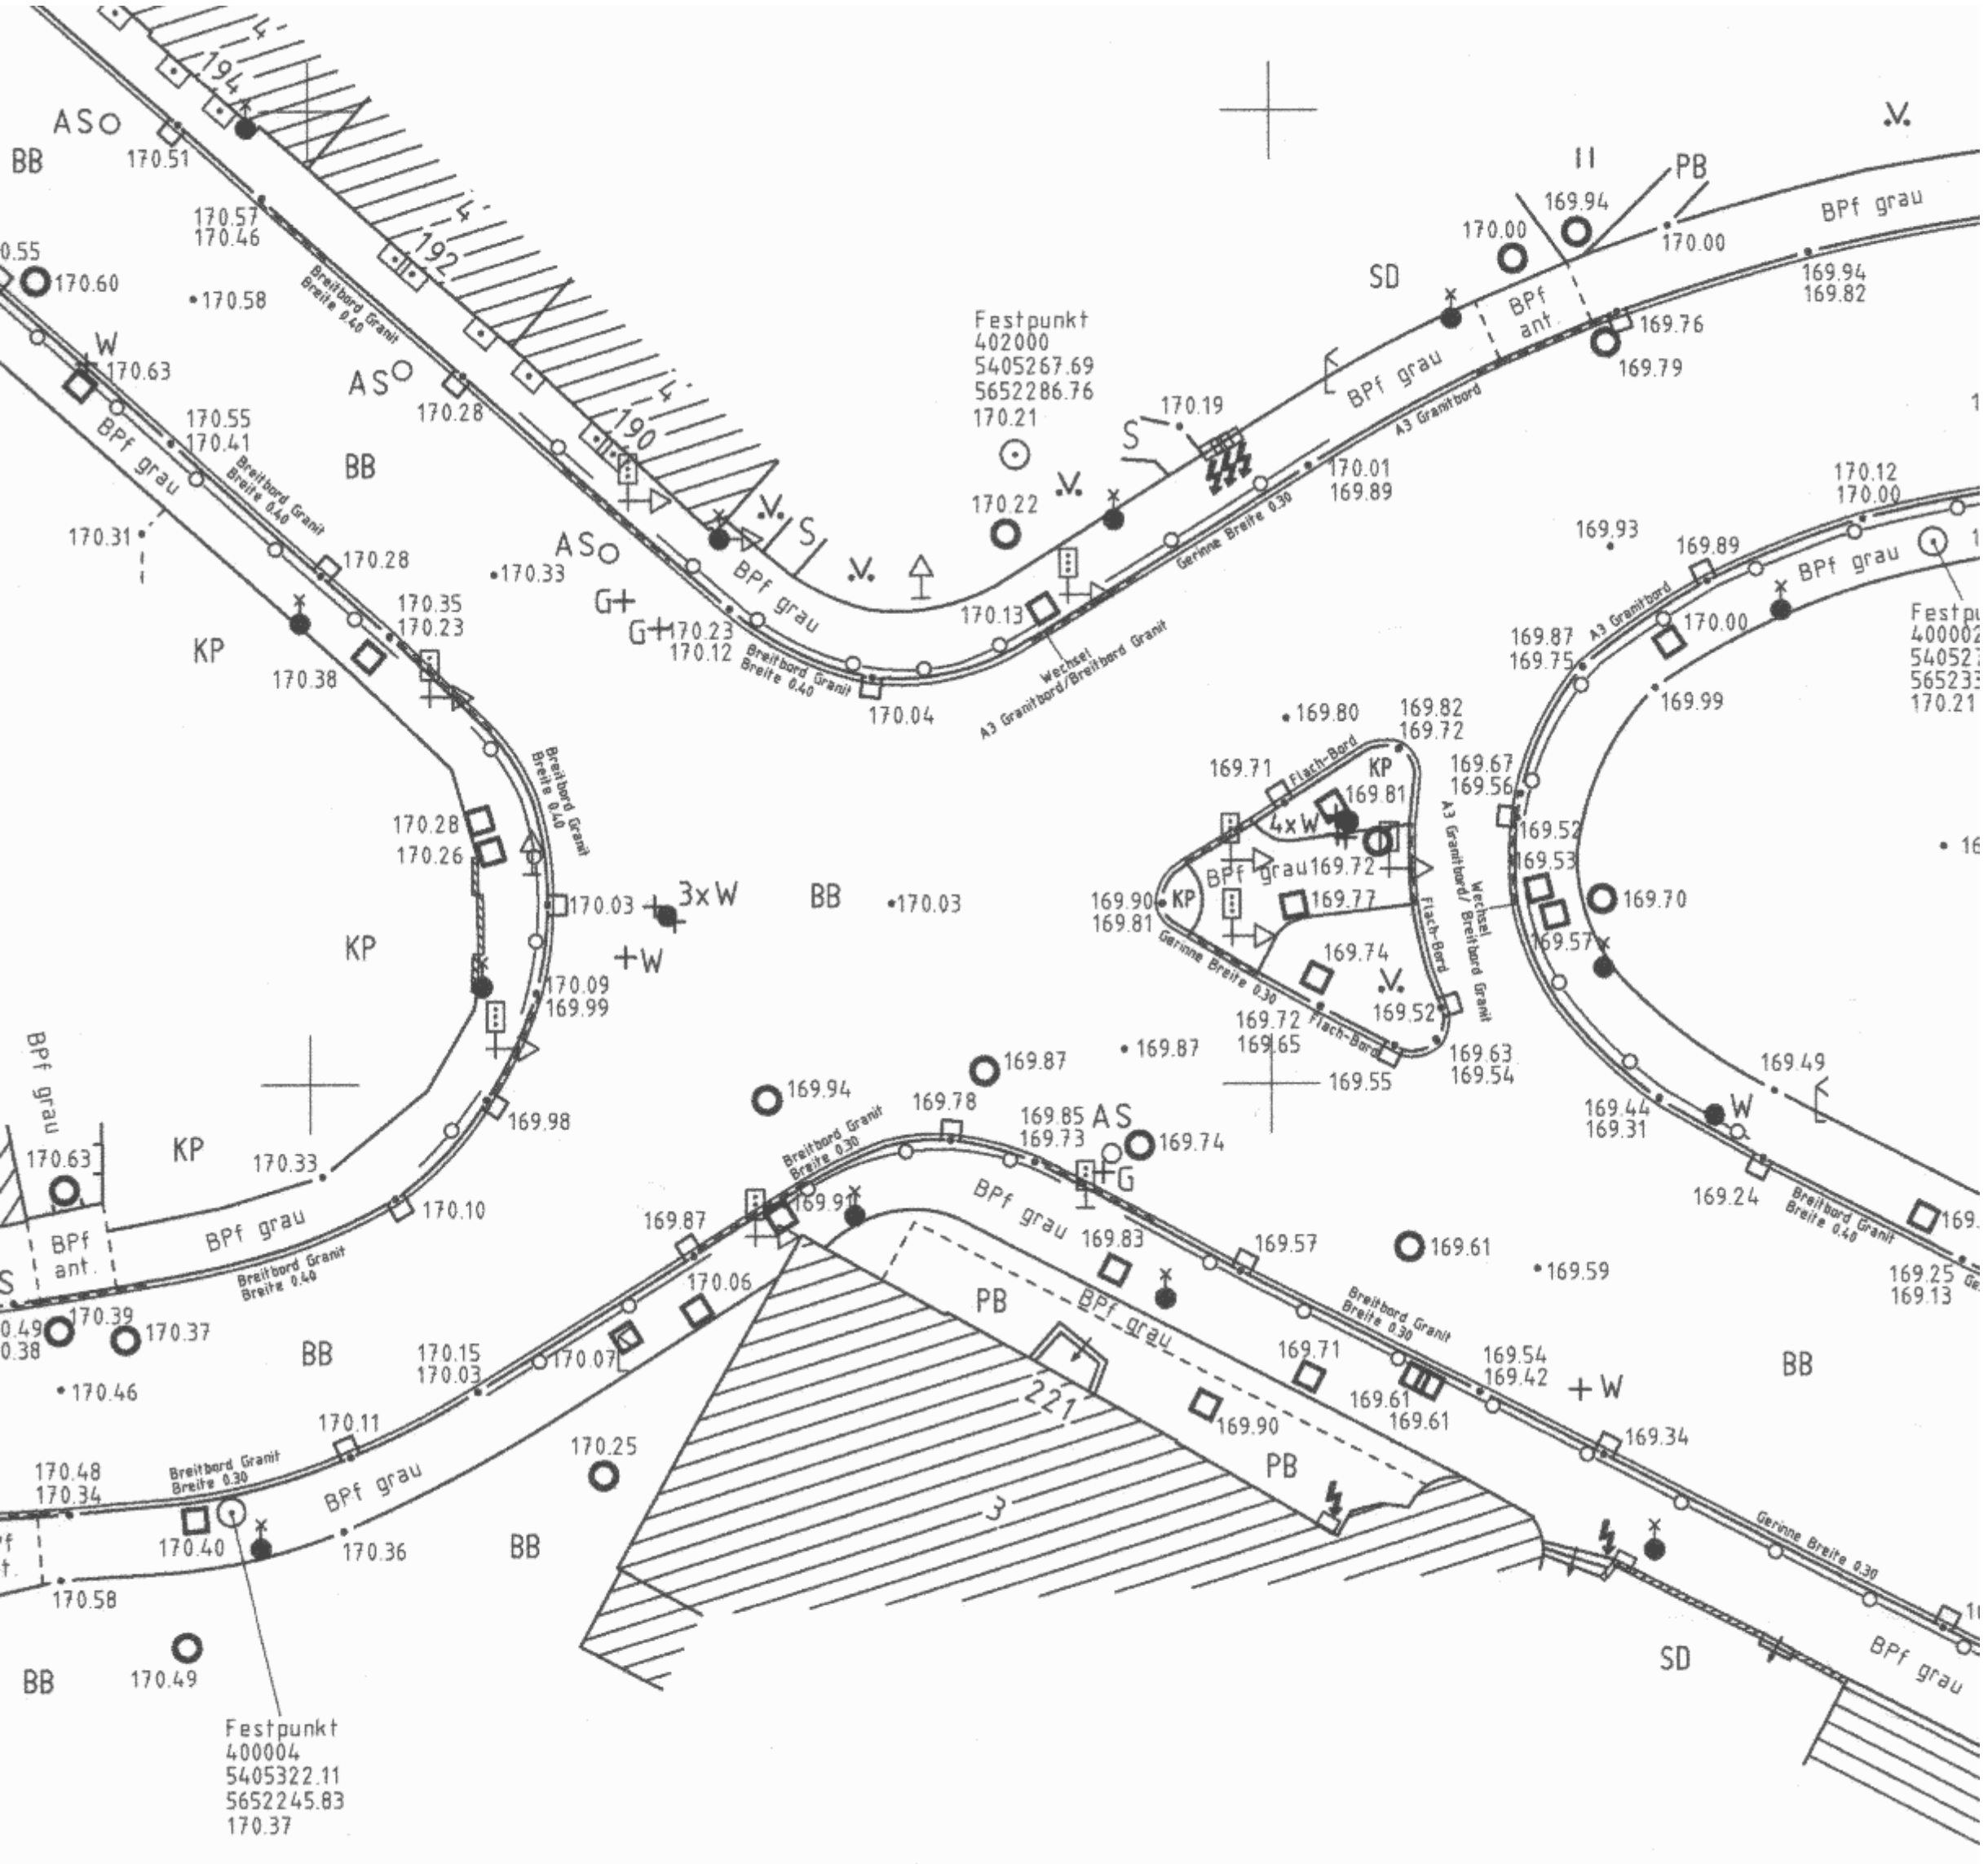 4'
194
AS
170.51
BB
170.57
170.46
4'
192
Breitbord Granit
Breite 0.40
0.55
170.60
170.58
W
170.63
AS
170.28
4'
190
170.55
170.41
BPf grau
Breitbord Granit
Breite 0.40
BB
170.31
170.28
170.33
AS
G
G
170.35
170.23
170.38
KP
170.23
170.12
BPf grau
Breitbord Granit
Breite 0.40
170.04
S
.V.
.V.
.V.
Festpunkt
402000
5405267.69
5652286.76
170.21
170.22
170.13
Wechsel
A3 Granitbord/Breitbord Granit
S
170.19
Gerinne Breite 0.30
170.01
169.89
SD
BPf grau
A3 Granitbord
170.00
169.94
II
PB
BPf
ant.
169.76
169.79
170.00
.V.
BPf grau
169.94
169.82
170.12
170.00
169.93
169.89
BPf grau
A3 Granitbord
170.00
169.87
169.75
169.99
Festpu
400002
54052
565233
170.21
169.80
169.82
169.72
169.71
Flach-Bord
KP
169.81
4xW
BPf grau
169.72
KP
169.90
169.81
169.77
Gerinne Breite 0.30
169.74
.V.
169.52
169.72
169.65
Flach-Bord
169.55
169.63
169.54
Flach-Bord
Wechsel
A3 Granitbord/ Breitbord Granit
169.67
169.56
169.52
169.53
169.57
169.70
16
Breitbord Granit
Breite 0.40
170.28
170.26
KP
170.03
3xW
W
BB
170.03
170.09
169.99
169.98
BPf grau
170.63
KP
170.33
170.10
BPf grau
Breitbord Granit
Breite 0.40
BPf
ant.
S
0.49
0.38
170.39
170.37
170.46
BB
169.94
169.87
169.87
169.78
169.85
169.73
AS
169.74
G
Breitbord Granit
Breite 0.30
169.91
169.87
170.06
170.07
170.15
170.03
170.11
Breitbord Granit
Breite 0.30
170.48
170.34
BPf grau
170.40
170.36
170.58
170.25
BB
170.49
BB
Festpunkt
400004
5405322.11
5652245.83
170.37
BPf grau
169.83
169.57
PB
BPf grau
221
3
169.90
PB
169.71
169.61
169.61
Breitbord Granit
Breite 0.30
169.54
169.42
W
169.34
169.61
169.59
169.49
169.44
169.31
W
169.24
Breitbord Granit
Breite 0.40
169.25
169.13
BB
Gerinne Breite 0.30
SD
BPf grau